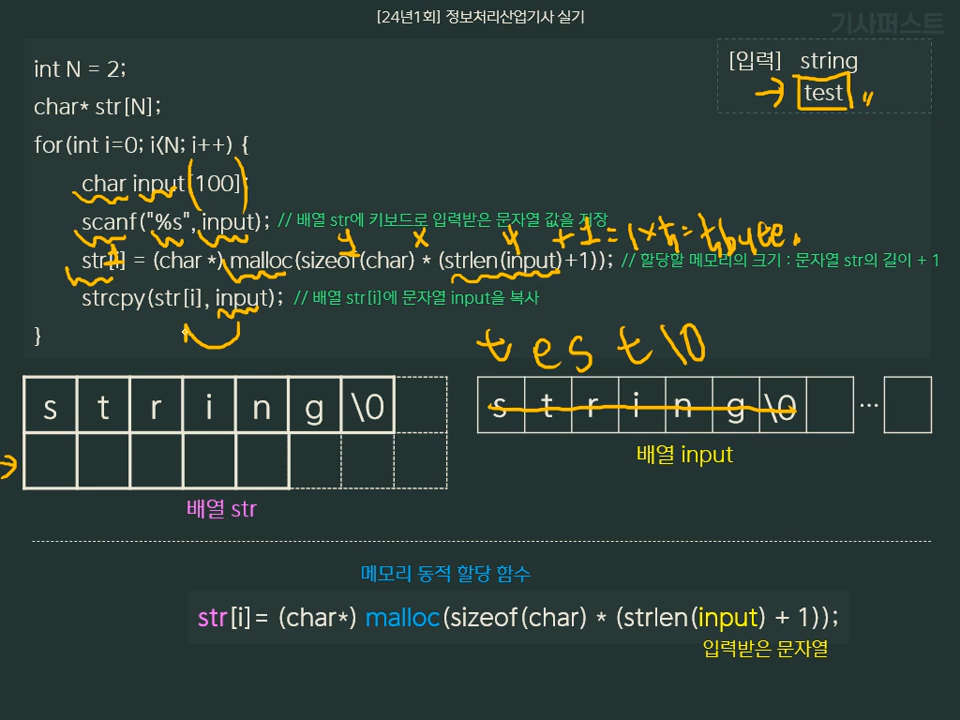 [24년1회] 정보처리산업기사 실기
기사퍼스트
[입력] string
test
int N = 2;
char* str[N];
for(int i=0; i<N; i++) {
char input[100];
scanf("%s", input); // 배열 str에 키보드로 입력받은 문자열 값을 저장
4 x 4 + 1 = 1 x 5 = 5byte.
str[i] = (char *) malloc(sizeof(char) * (strlen(input)+1)); // 할당할 메모리의 크기 : 문자열 str의 길이 + 1
strcpy(str[i], input); // 배열 str[i]에 문자열 input을 복사
}
t e s t \0
s t r i n g \0
s t r i n g \0 ...
배열 input
배열 str
메모리 동적 할당 함수
str[i]= (char*) malloc(sizeof(char) * (strlen(input) + 1));
입력받은 문자열